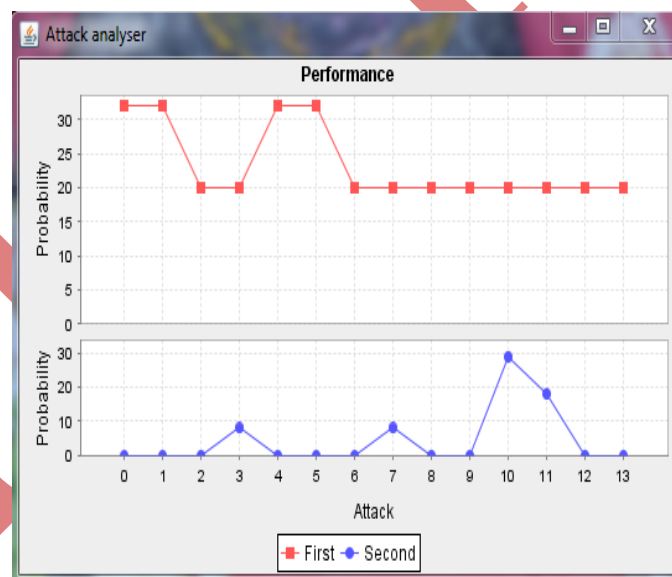 Attack analyser
Performance
Probability
30
25
20
15
10
5
0
Probability
30
20
10
0
0 1 2 3 4 5 6 7 8 9 10 11 12 13
Attack
First Second